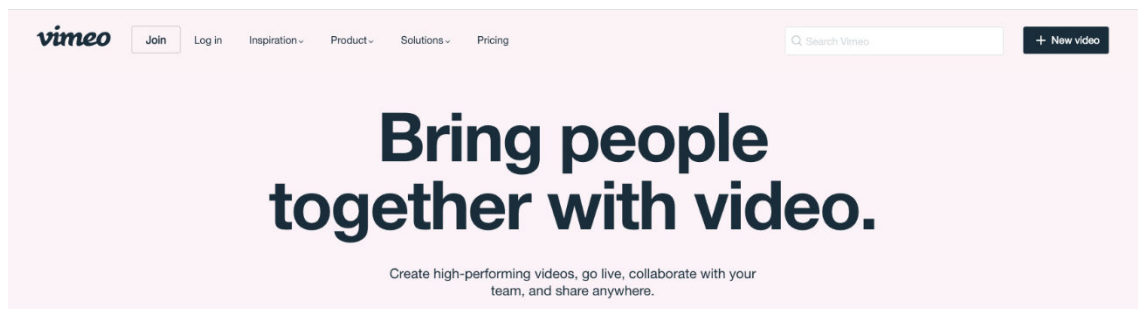 vimeo Join Log in Inspiration Product Solutions Pricing Search Vimeo + New video
Bring people
together with video.
Create high-performing videos, go live, collaborate with your
team, and share anywhere.